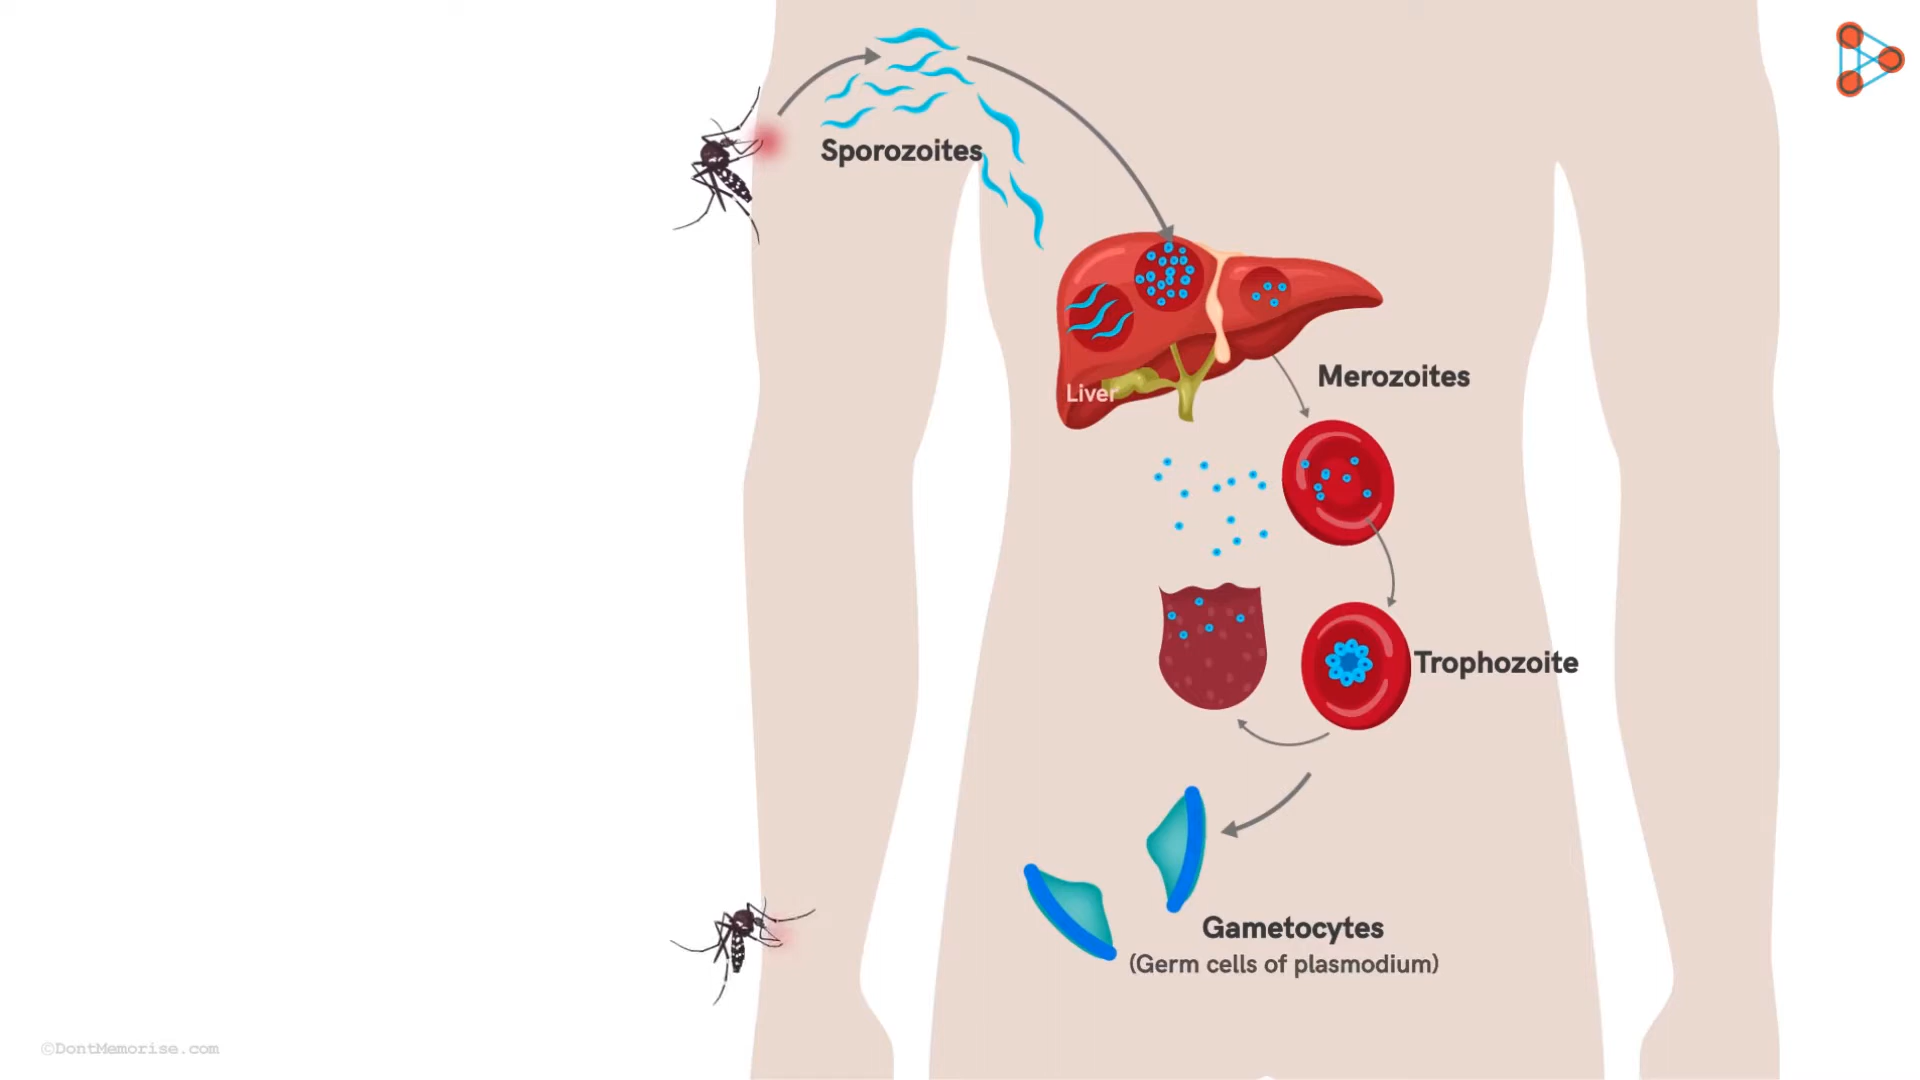 Sporozoites
Liver
Merozoites
Trophozoite
Gametocytes
(Germ cells of plasmodium)
©DontMemorise.com